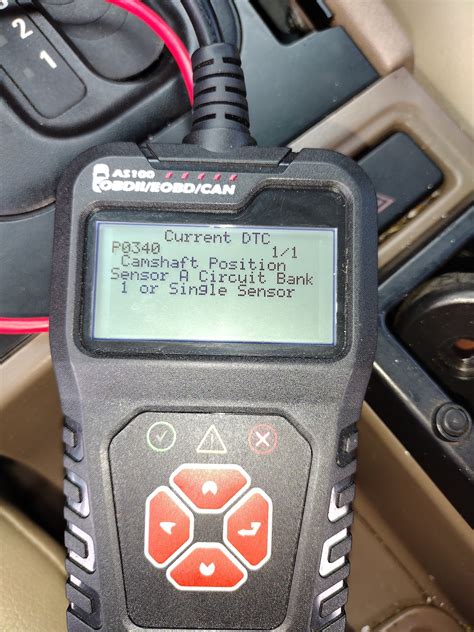 2
1
AS100
OBDII/EOBD/CAN
Current DTC
P0340 1/1
Camshaft Position
Sensor A Circuit Bank
1 or Single Sensor